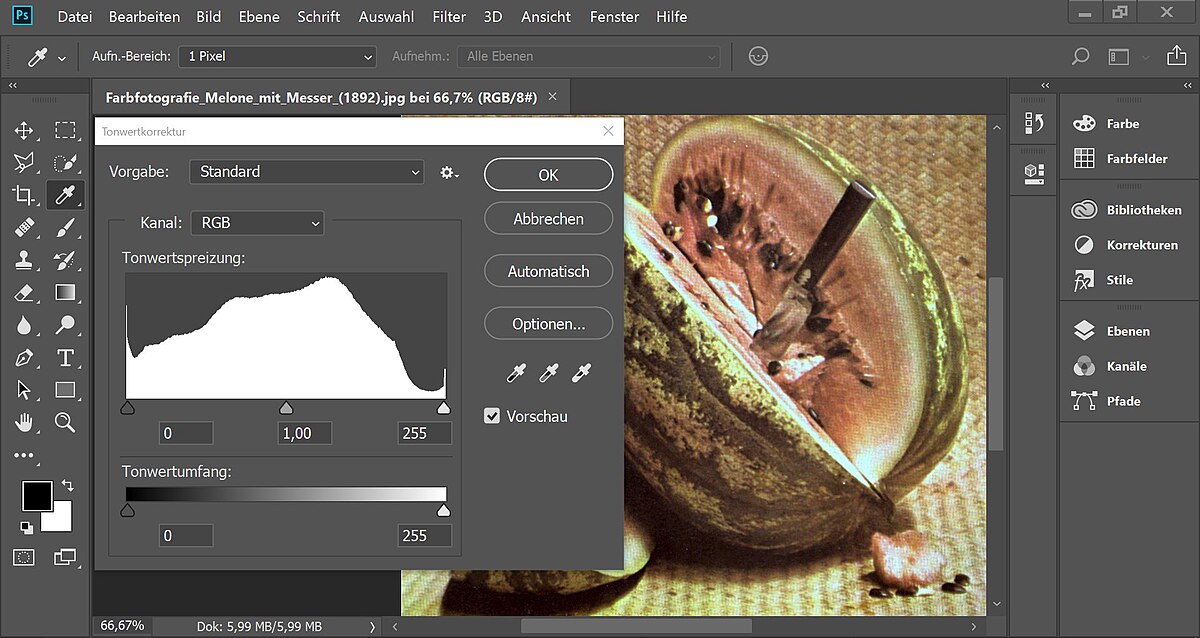 Ps Datei Bearbeiten Bild Ebene Schrift Auswahl Filter 3D Ansicht Fenster Hilfe
Aufn.-Bereich: 1 Pixel Aufnehm.: Alle Ebenen
Farbfotografie_Melone_mit_Messer_(1892).jpg bei 66,7% (RGB/8#)
Tonwertkorrektur
Vorgabe: Standard
OK
Kanal: RGB
Abbrechen
Tonwertspreizung:
Automatisch
Optionen...
Vorschau
0 1,00 255
Tonwertumfang:
0 255
Farbe
Farbfelder
Bibliotheken
Korrekturen
Stile
Ebenen
Kanäle
Pfade
66,67% Dok: 5,99 MB/5,99 MB